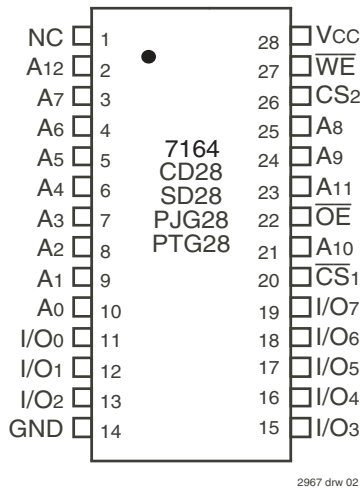 NC 1 28 VCC
A12 2 27 W̅E̅
A7 3 26 CS2
A6 4 25 A8
A5 5 24 A9
A4 6 23 A11
A3 7 22 O̅E̅
A2 8 21 A10
A1 9 20 C̅S̅1
A0 10 19 I/O7
I/O0 11 18 I/O6
I/O1 12 17 I/O5
I/O2 13 16 I/O4
GND 14 15 I/O3
7164
CD28
SD28
PJG28
PTG28
2967 drw 02